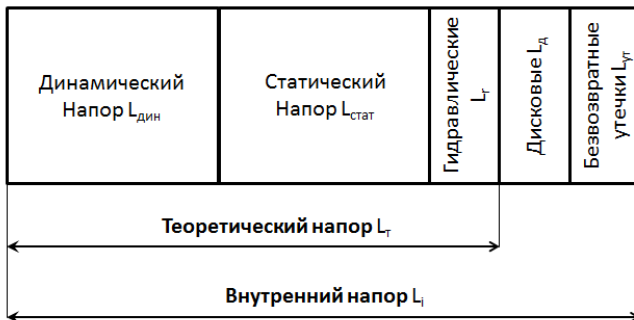 Динамический
Напор Lдин
Статический
Напор Lстат
Гидравлические
Lг
Дисковые Lд
Безвозвратные
утечки Lут
Теоретический напор Lт
Внутренний напор Li